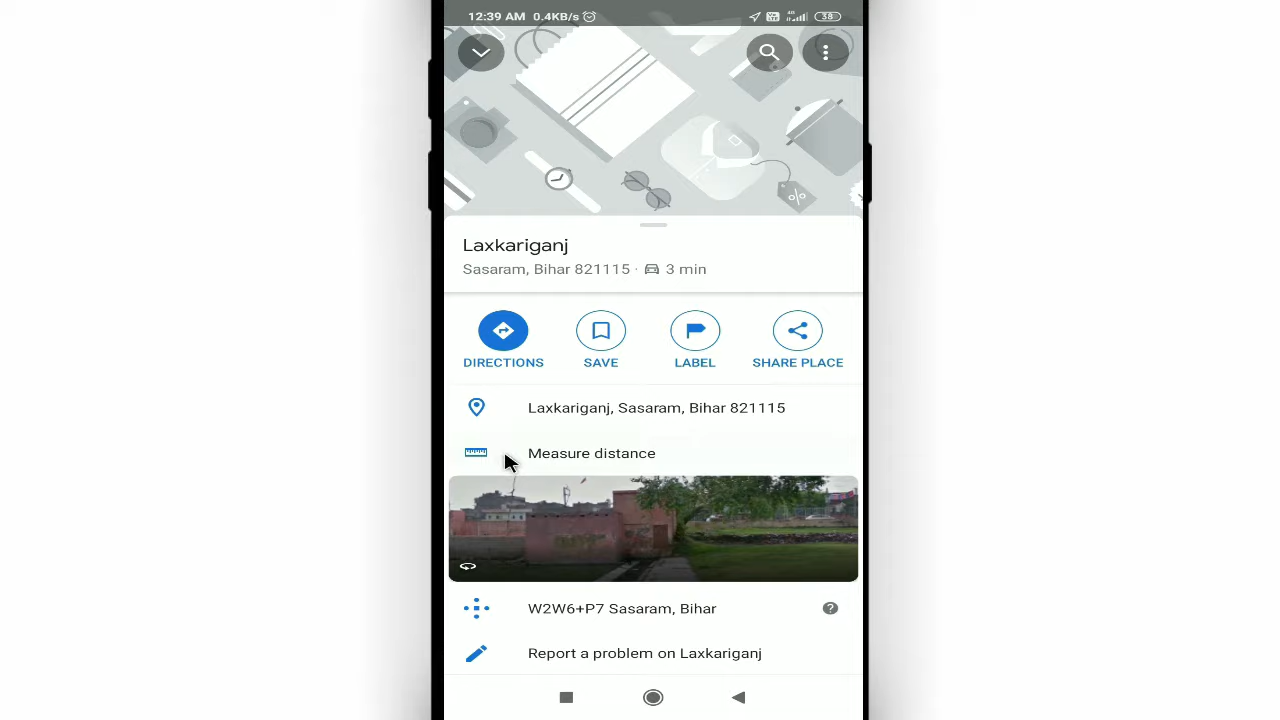 12:39 AM 0.4KB/s
38
Laxkariganj
Sasaram, Bihar 821115 · 3 min
DIRECTIONS SAVE LABEL SHARE PLACE
Laxkariganj, Sasaram, Bihar 821115
Measure distance
W2W6+P7 Sasaram, Bihar
Report a problem on Laxkariganj